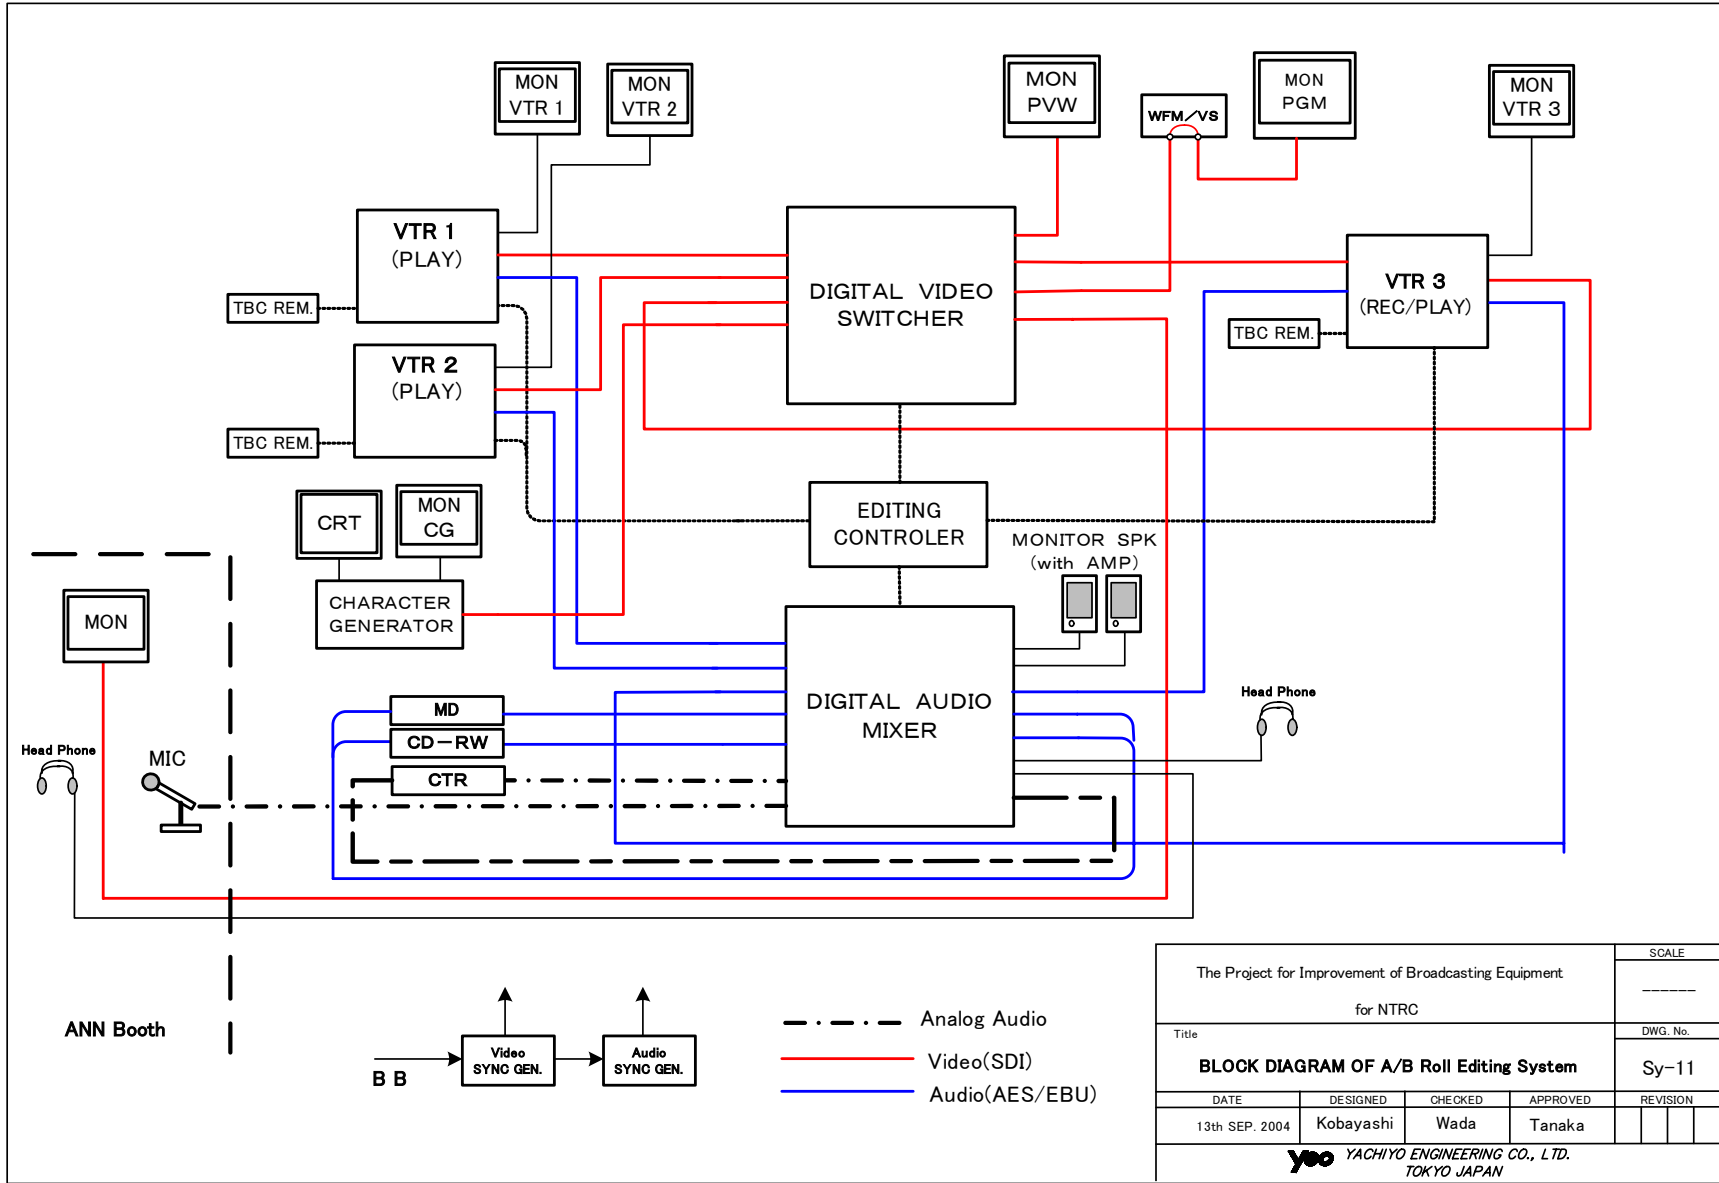 MON
VTR 1
MON
VTR 2
MON
PVW
WFM/VS
MON
PGM
MON
VTR 3
VTR 1
(PLAY)
TBC REM.
VTR 2
(PLAY)
TBC REM.
DIGITAL VIDEO
SWITCHER
VTR 3
(REC/PLAY)
TBC REM.
CRT
MON
CG
CHARACTER
GENERATOR
EDITING
CONTROLER
MONITOR SPK
(with AMP)
MON
Head Phone
MIC
MD
CD-RW
CTR
DIGITAL AUDIO
MIXER
Head Phone
ANN Booth
B B
Video
SYNC GEN.
Audio
SYNC GEN.
Analog Audio
Video(SDI)
Audio(AES/EBU)
The Project for Improvement of Broadcasting Equipment
for NTRC
SCALE
------
Title
BLOCK DIAGRAM OF A/B Roll Editing System
DWG. No.
Sy-11
DATE DESIGNED CHECKED APPROVED REVISION
13th SEP. 2004 Kobayashi Wada Tanaka
yeo YACHIYO ENGINEERING CO., LTD.
TOKYO JAPAN